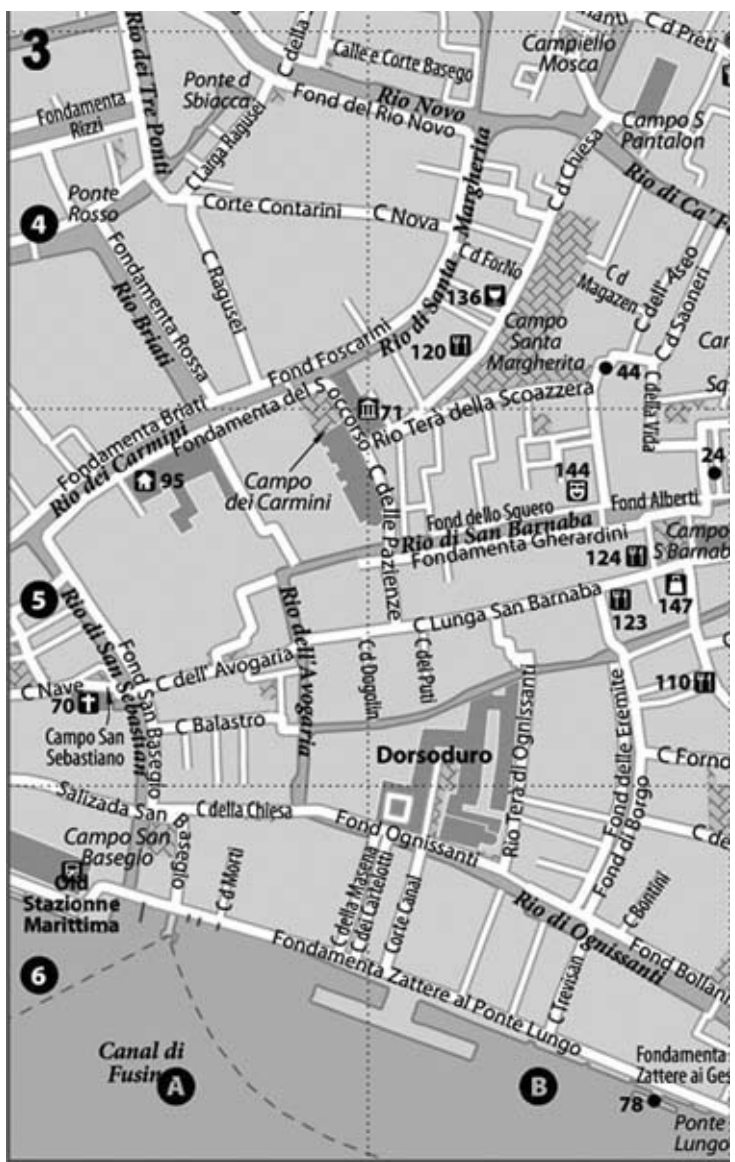 3
C della S
Calle e Corte Basego
Campiello
Mosca
C d Preti
Rio dei Tre Ponti
Ponte d
Sbiacca
Rio Novo
Fond del Rio Novo
Fondamenta
Rizzi
C Larga Ragusei
Campo S
Pantalon
C d Chiesa
Rio di Ca' F
4
Ponte
Rosso
Corte Contarini
C Nova
Rio di Santa Margherita
C d ForNo
C d
Magazen
C dell' Aseo
C d Saoneri
Fondamenta Rossa
Rio Briati
C Ragusei
136
120
Campo
Santa
Margherita
Car
Fond Foscarini
44
C della Vida
Sq
Fondamenta Briati
Fondamenta del Soccorso
71
Rio Terà della Scoazzera
Rio dei Carmini
95
Campo
dei Carmini
C delle Pazienze
144
24
Fond dello Squero
Fond Alberti
Rio di San Barnaba
Fondamenta Gherardini
124
Campo
S Barnab
5
Rio di San Sebastian
Fond San Basegio
Rio dell'Avogaria
C Lunga San Barnaba
123
147
C dell' Avogaria
C d Dogolin
C dei Puti
C Nave
70
110
Campo San
Sebastiano
C Balastro
Dorsoduro
Rio Terà di Ognissanti
Fond delle Eremite
C Forno
Salizada San Basegio
C della Chiesa
Fond Ognissanti
Fond di Borgo
C de
Campo San
Basegio
Old
Stazionne
Marittima
C d Morti
C della Masena
C dei Cartelotti
Corte Canal
Rio di Ognissanti
C Bontini
Fond Bollani
6
Fondamenta Zattere al Ponte Lungo
C Trevisan
Canal di
Fusin
A
B
Fondamenta
Zattere ai Ges
78
Ponte
Lungo